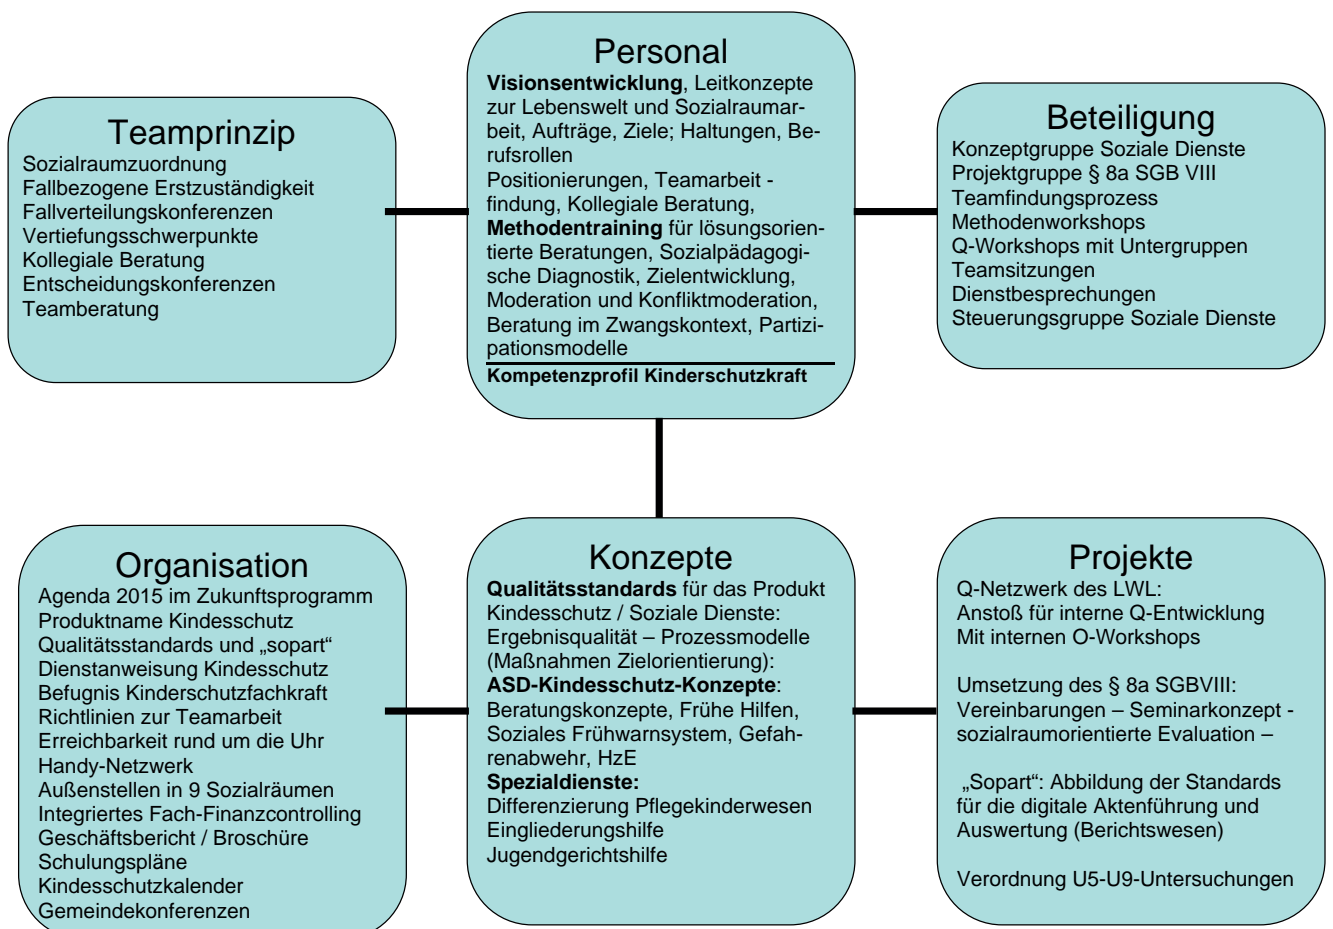 Personal
Visionsentwicklung, Leitkonzepte
zur Lebenswelt und Sozialraumar-
beit, Aufträge, Ziele; Haltungen, Be-
rufsrollen
Positionierungen, Teamarbeit -
findung, Kollegiale Beratung,
Methodentraining für lösungsorien-
tierte Beratungen, Sozialpädagogi-
sche Diagnostik, Zielentwicklung,
Moderation und Konfliktmoderation,
Beratung im Zwangskontext, Partizi-
pationsmodelle
Kompetenzprofil Kinderschutzkraft
Teamprinzip
Sozialraumzuordnung
Fallbezogene Erstzuständigkeit
Fallverteilungskonferenzen
Vertiefungsschwerpunkte
Kollegiale Beratung
Entscheidungskonferenzen
Teamberatung
Beteiligung
Konzeptgruppe Soziale Dienste
Projektgruppe § 8a SGB VIII
Teamfindungsprozess
Methodenworkshops
Q-Workshops mit Untergruppen
Teamsitzungen
Dienstbesprechungen
Steuerungsgruppe Soziale Dienste
Organisation
Agenda 2015 im Zukunftsprogramm
Produktname Kindesschutz
Qualitätsstandards und „sopart“
Dienstanweisung Kindesschutz
Befugnis Kinderschutzfachkraft
Richtlinien zur Teamarbeit
Erreichbarkeit rund um die Uhr
Handy-Netzwerk
Außenstellen in 9 Sozialräumen
Integriertes Fach-Finanzcontrolling
Geschäftsbericht / Broschüre
Schulungspläne
Kindesschutzkalender
Gemeindekonferenzen
Konzepte
Qualitätsstandards für das Produkt
Kindesschutz / Soziale Dienste:
Ergebnisqualität – Prozessmodelle
(Maßnahmen Zielorientierung):
ASD-Kindesschutz-Konzepte:
Beratungskonzepte, Frühe Hilfen,
Soziales Frühwarnsystem, Gefah-
renabwehr, HzE
Spezialdienste:
Differenzierung Pflegekinderwesen
Eingliederungshilfe
Jugendgerichtshilfe
Projekte
Q-Netzwerk des LWL:
Anstoß für interne Q-Entwicklung
Mit internen O-Workshops
Umsetzung des § 8a SGBVIII:
Vereinbarungen – Seminarkonzept -
sozialraumorientierte Evaluation –
„Sopart“: Abbildung der Standards
für die digitale Aktenführung und
Auswertung (Berichtswesen)
Verordnung U5-U9-Untersuchungen